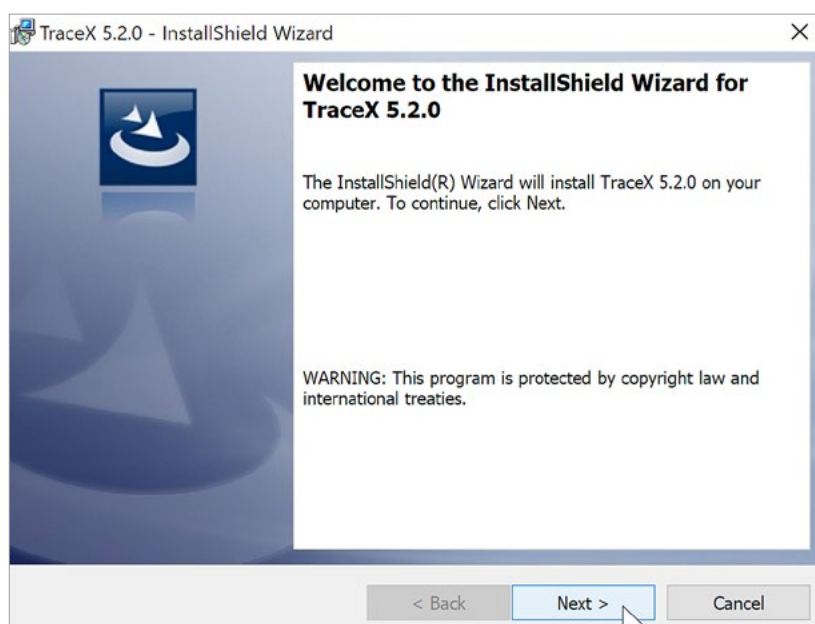 TraceX 5.2.0 - InstallShield Wizard
Welcome to the InstallShield Wizard for
TraceX 5.2.0
The InstallShield(R) Wizard will install TraceX 5.2.0 on your
computer. To continue, click Next.
WARNING: This program is protected by copyright law and
international treaties.
< Back Next > Cancel